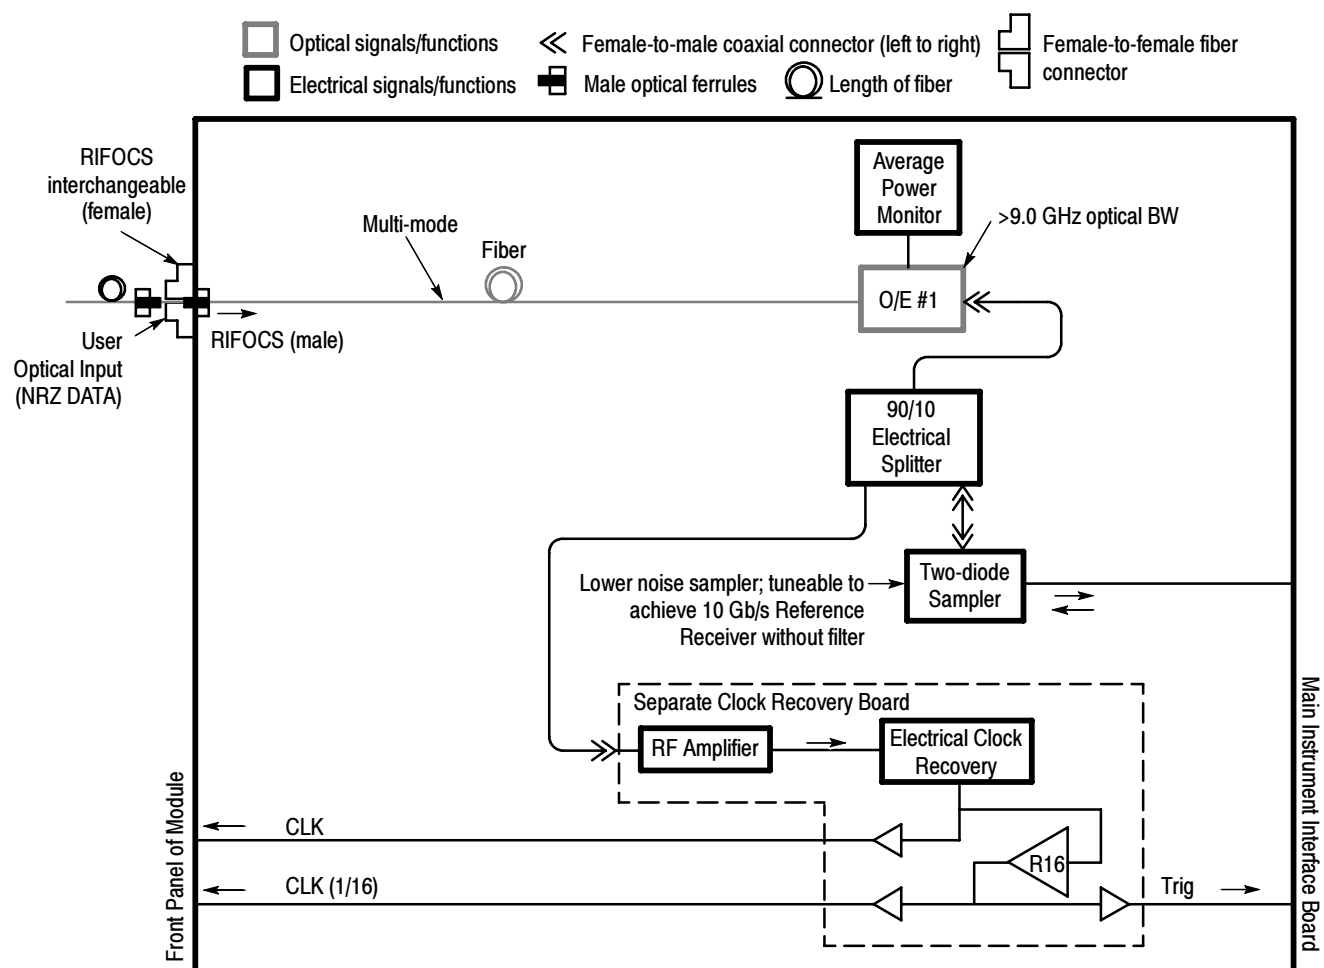 Optical signals/functions
Electrical signals/functions
Female-to-male coaxial connector (left to right)
Male optical ferrules
Length of fiber
Female-to-female fiber
connector
RIFOCS
interchangeable
(female)
Multi-mode
Fiber
Average
Power
Monitor
>9.0 GHz optical BW
O/E #1
RIFOCS (male)
User
Optical Input
(NRZ DATA)
90/10
Electrical
Splitter
Lower noise sampler; tuneable to
achieve 10 Gb/s Reference
Receiver without filter
Two-diode
Sampler
Separate Clock Recovery Board
RF Amplifier
Electrical Clock
Recovery
CLK
R16
CLK (1/16)
Trig
Front Panel of Module
Main Instrument Interface Board